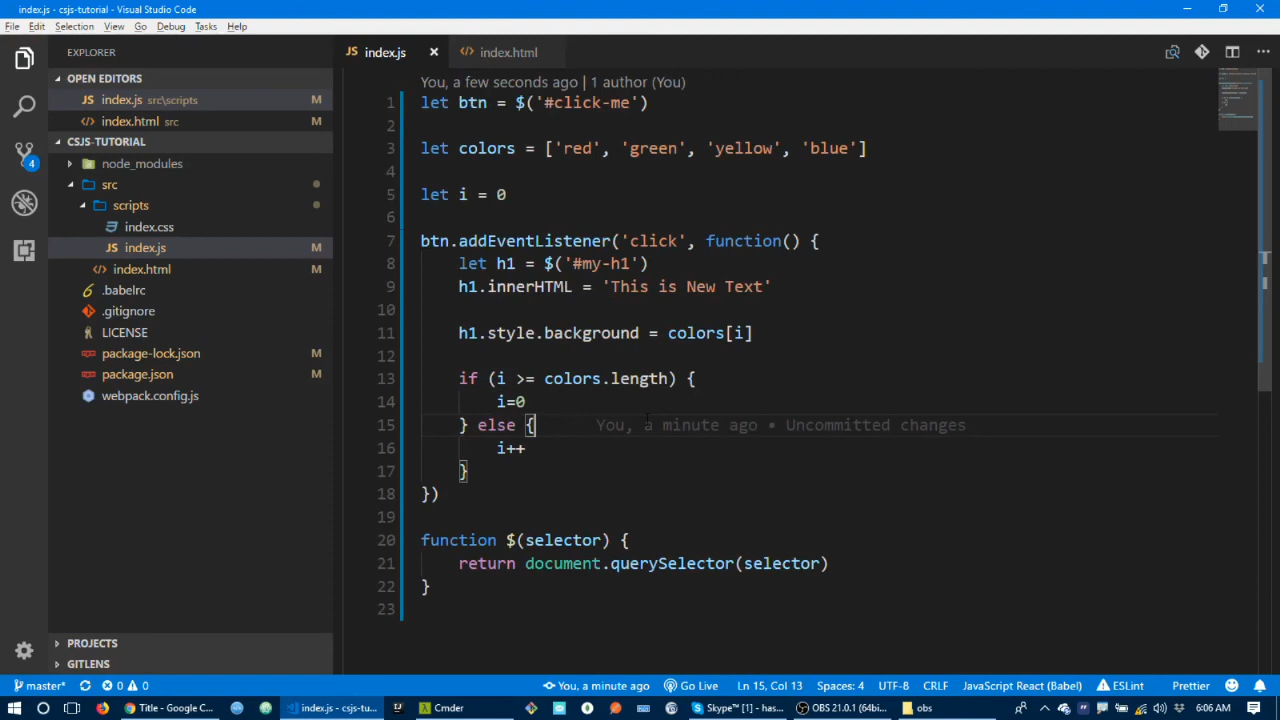 index.js - csjs-tutorial - Visual Studio Code
File Edit Selection View Go Debug Tasks Help
EXPLORER
OPEN EDITORS
JS index.js src\scripts M
<> index.html src M
CSJS-TUTORIAL
node_modules
src
scripts
index.css
JS index.js
<> index.html
.babelrc
.gitignore
LICENSE
package-lock.json M
package.json M
webpack.config.js
PROJECTS
GITLENS
4
JS index.js
<> index.html
You, a few seconds ago | 1 author (You)
1 let btn = $('#click-me')
2
3 let colors = ['red', 'green', 'yellow', 'blue']
4
5 let i = 0
6
7 btn.addEventListener('click', function() {
8 let h1 = $('#my-h1')
9 h1.innerHTML = 'This is New Text'
10
11 h1.style.background = colors[i]
12
13 if (i >= colors.length) {
14 i=0
15 } else { You, a minute ago • Uncommitted changes
16 i++
17 }
18 })
19
20 function $(selector) {
21 return document.querySelector(selector)
22 }
23
master* 0 0 You, a minute ago Go Live Ln 15, Col 13 Spaces: 4 UTF-8 CRLF JavaScript (Babel) ESLint Prettier
Title - Google C... index.js - csjs-tu... Cmder Skype™ [1] - has... OBS 21.0.1 (64bi... obs 6:06 AM